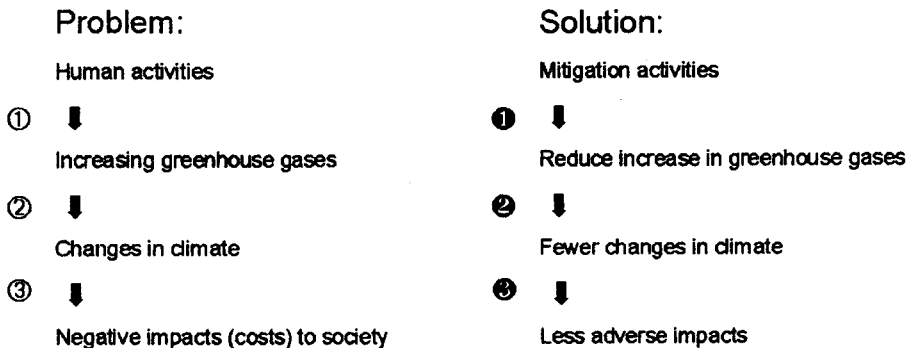 Problem:
Human activities
①
Increasing greenhouse gases
②
Changes in climate
③
Negative impacts (costs) to society
Solution:
Mitigation activities
❶
Reduce increase in greenhouse gases
❷
Fewer changes in climate
❸
Less adverse impacts